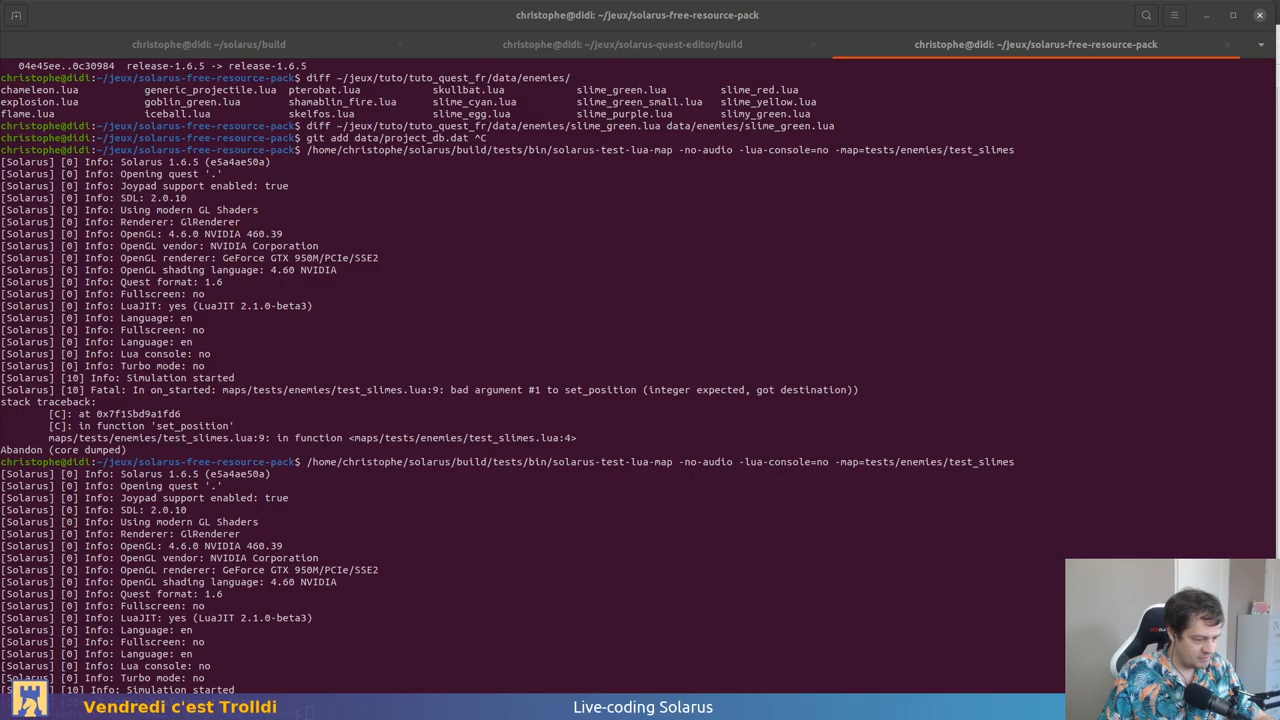 christophe@didi: ~/jeux/solarus-free-resource-pack
christophe@didi: ~/solarus/build
christophe@didi: ~/jeux/solarus-quest-editor/build
christophe@didi: ~/jeux/solarus-free-resource-pack
04e45ee..0c30984  release-1.6.5 -> release-1.6.5
christophe@didi:~/jeux/solarus-free-resource-pack$ diff ~/jeux/tuto/tuto_quest_fr/data/enemies/
chameleon.lua generic_projectile.lua pterobat.lua skullbat.lua slime_green.lua slime_red.lua
explosion.lua goblin_green.lua shamablin_fire.lua slime_cyan.lua slime_green_small.lua slime_yellow.lua
flame.lua iceball.lua skelfos.lua slime_egg.lua slime_purple.lua slimy_green.lua
christophe@didi:~/jeux/solarus-free-resource-pack$ diff ~/jeux/tuto/tuto_quest_fr/data/enemies/slime_green.lua data/enemies/slime_green.lua
christophe@didi:~/jeux/solarus-free-resource-pack$ git add data/project_db.dat ^C
christophe@didi:~/jeux/solarus-free-resource-pack$ /home/christophe/solarus/build/tests/bin/solarus-test-lua-map -no-audio -lua-console=no -map=tests/enemies/test_slimes
[Solarus] [0] Info: Solarus 1.6.5 (e5a4ae50a)
[Solarus] [0] Info: Opening quest '.'
[Solarus] [0] Info: Joypad support enabled: true
[Solarus] [0] Info: SDL: 2.0.10
[Solarus] [0] Info: Using modern GL Shaders
[Solarus] [0] Info: Renderer: GlRenderer
[Solarus] [0] Info: OpenGL: 4.6.0 NVIDIA 460.39
[Solarus] [0] Info: OpenGL vendor: NVIDIA Corporation
[Solarus] [0] Info: OpenGL renderer: GeForce GTX 950M/PCIe/SSE2
[Solarus] [0] Info: OpenGL shading language: 4.60 NVIDIA
[Solarus] [0] Info: Quest format: 1.6
[Solarus] [0] Info: Fullscreen: no
[Solarus] [0] Info: LuaJIT: yes (LuaJIT 2.1.0-beta3)
[Solarus] [0] Info: Language: en
[Solarus] [0] Info: Fullscreen: no
[Solarus] [0] Info: Language: en
[Solarus] [0] Info: Lua console: no
[Solarus] [0] Info: Turbo mode: no
[Solarus] [10] Info: Simulation started
[Solarus] [10] Fatal: In on_started: maps/tests/enemies/test_slimes.lua:9: bad argument #1 to set_position (integer expected, got destination))
stack traceback:
[C]: at 0x7f15bd9a1fd6
[C]: in function 'set_position'
maps/tests/enemies/test_slimes.lua:9: in function <maps/tests/enemies/test_slimes.lua:4>
Abandon (core dumped)
christophe@didi:~/jeux/solarus-free-resource-pack$ /home/christophe/solarus/build/tests/bin/solarus-test-lua-map -no-audio -lua-console=no -map=tests/enemies/test_slimes
[Solarus] [0] Info: Solarus 1.6.5 (e5a4ae50a)
[Solarus] [0] Info: Opening quest '.'
[Solarus] [0] Info: Joypad support enabled: true
[Solarus] [0] Info: SDL: 2.0.10
[Solarus] [0] Info: Using modern GL Shaders
[Solarus] [0] Info: Renderer: GlRenderer
[Solarus] [0] Info: OpenGL: 4.6.0 NVIDIA 460.39
[Solarus] [0] Info: OpenGL vendor: NVIDIA Corporation
[Solarus] [0] Info: OpenGL renderer: GeForce GTX 950M/PCIe/SSE2
[Solarus] [0] Info: OpenGL shading language: 4.60 NVIDIA
[Solarus] [0] Info: Quest format: 1.6
[Solarus] [0] Info: Fullscreen: no
[Solarus] [0] Info: LuaJIT: yes (LuaJIT 2.1.0-beta3)
[Solarus] [0] Info: Language: en
[Solarus] [0] Info: Fullscreen: no
[Solarus] [0] Info: Language: en
[Solarus] [0] Info: Lua console: no
[Solarus] [0] Info: Turbo mode: no
[10] Info: Simulation started
Vendredi c'est Trolldi
Live-coding Solarus